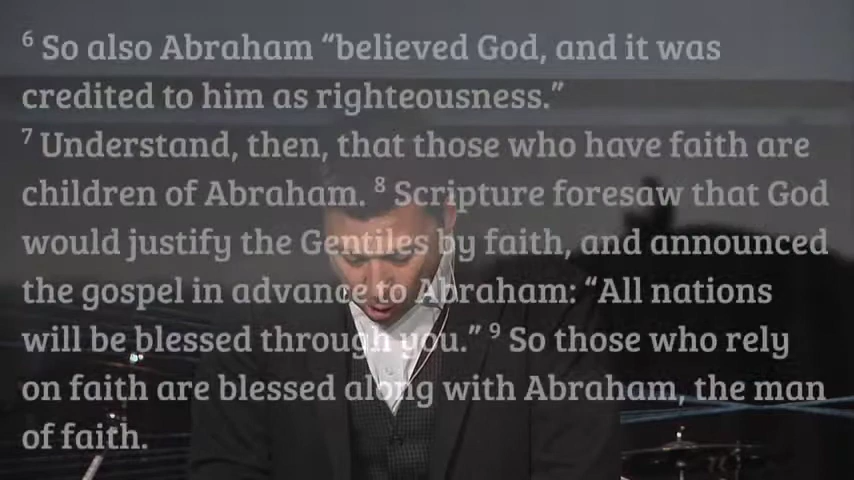 6 So also Abraham “believed God, and it was
credited to him as righteousness.”
7 Understand, then, that those who have faith are
children of Abraham. 8 Scripture foresaw that God
would justify the Gentiles by faith, and announced
the gospel in advance to Abraham: “All nations
will be blessed through you.” 9 So those who rely
on faith are blessed along with Abraham, the man
of faith.